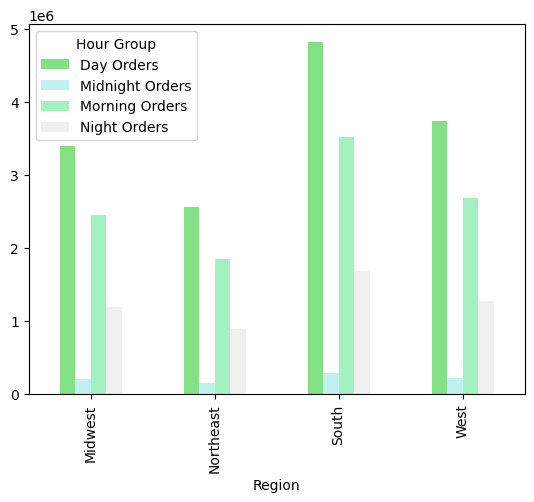 1e6
5
4
3
2
1
0
Hour Group
Day Orders
Midnight Orders
Morning Orders
Night Orders
Midwest
Northeast
South
West
Region